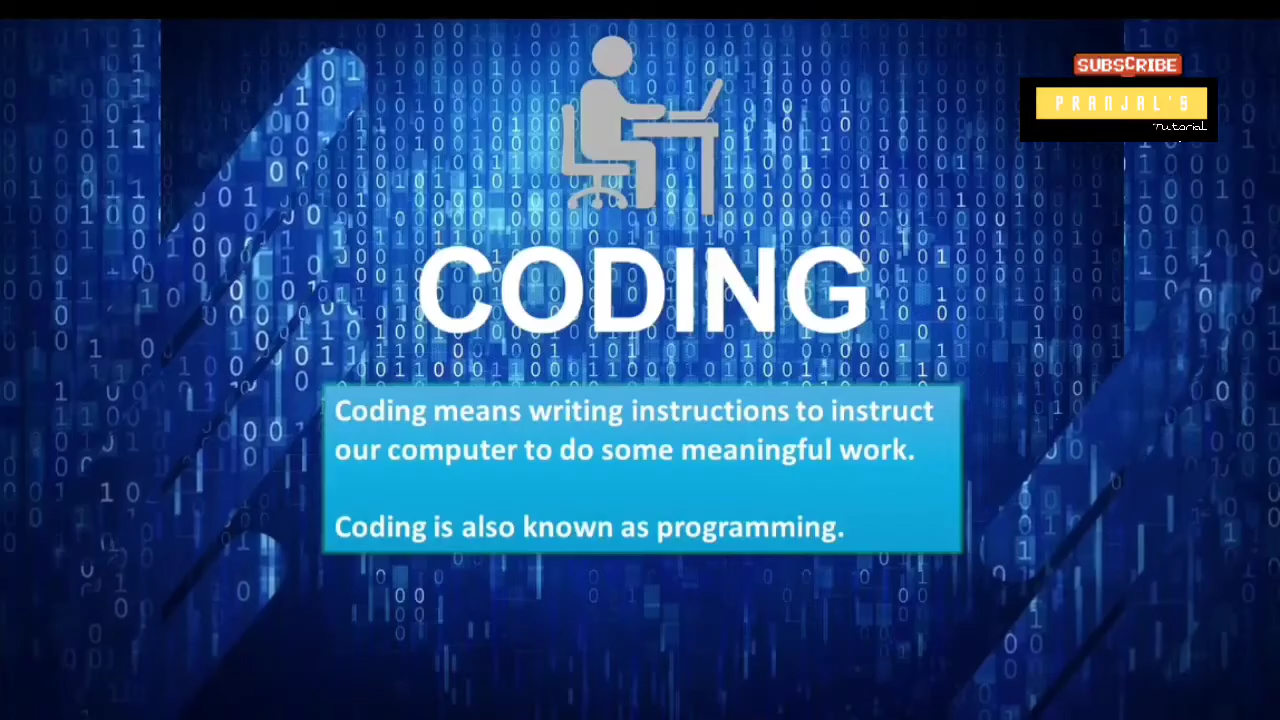 SUBSCRIBE
PRANJAL'S
Tutorial
CODING
Coding means writing instructions to instruct
our computer to do some meaningful work.
Coding is also known as programming.